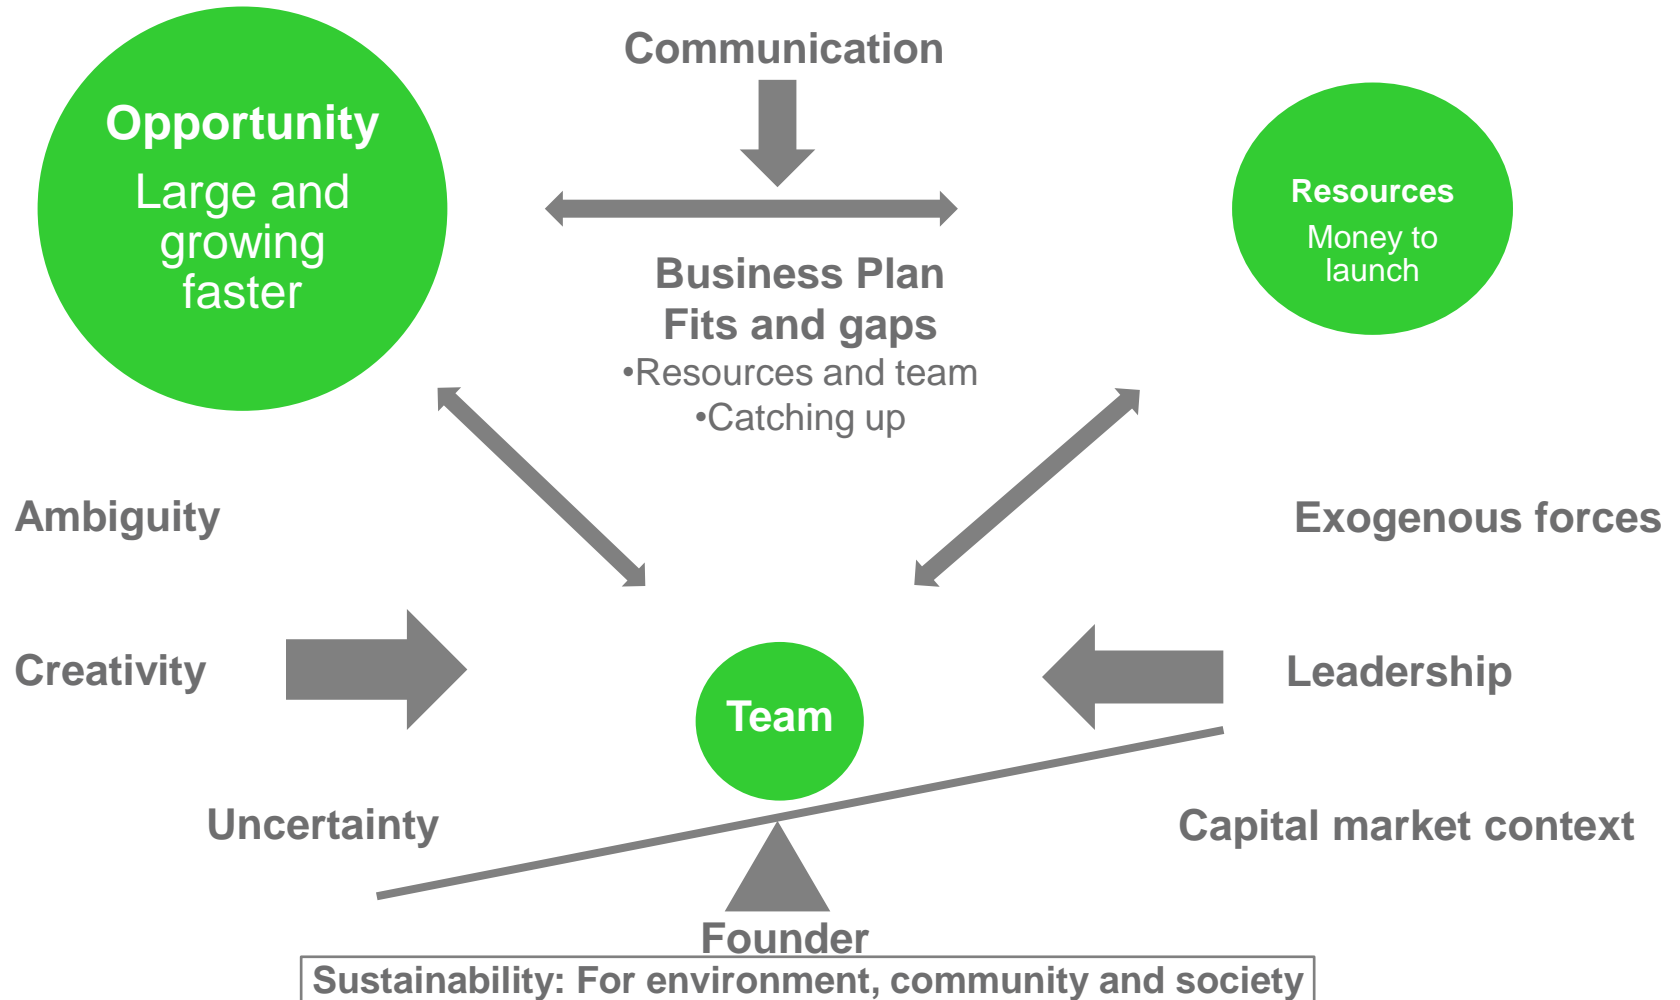 Communication
Opportunity
Large and
growing
faster
Resources
Money to
launch
Business Plan
Fits and gaps
•Resources and team
•Catching up
Ambiguity
Exogenous forces
Creativity
Leadership
Team
Uncertainty
Capital market context
Founder
Sustainability: For environment, community and society